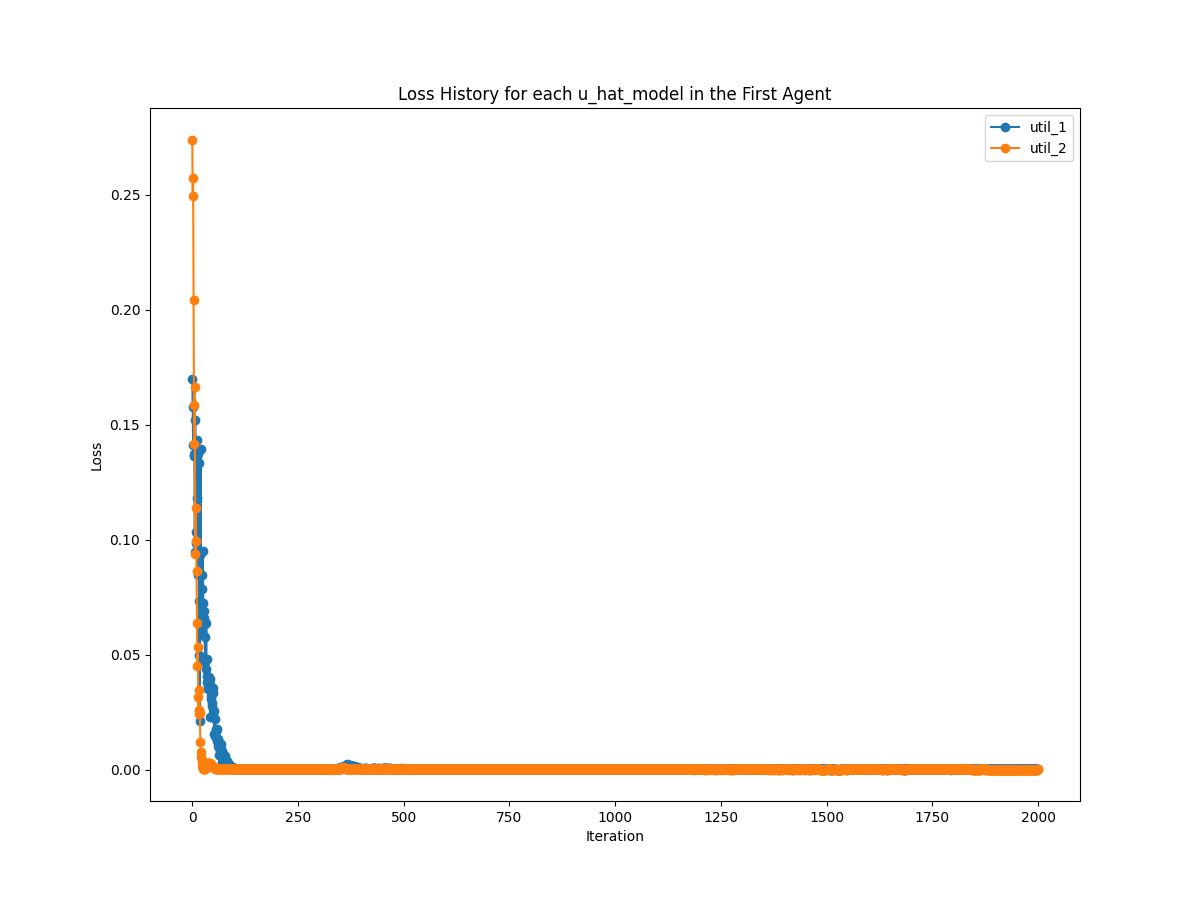 Loss History for each u_hat_model in the First Agent
util_1
util_2
Loss
0.25
0.20
0.15
0.10
0.05
0.00
0 250 500 750 1000 1250 1500 1750 2000
Iteration